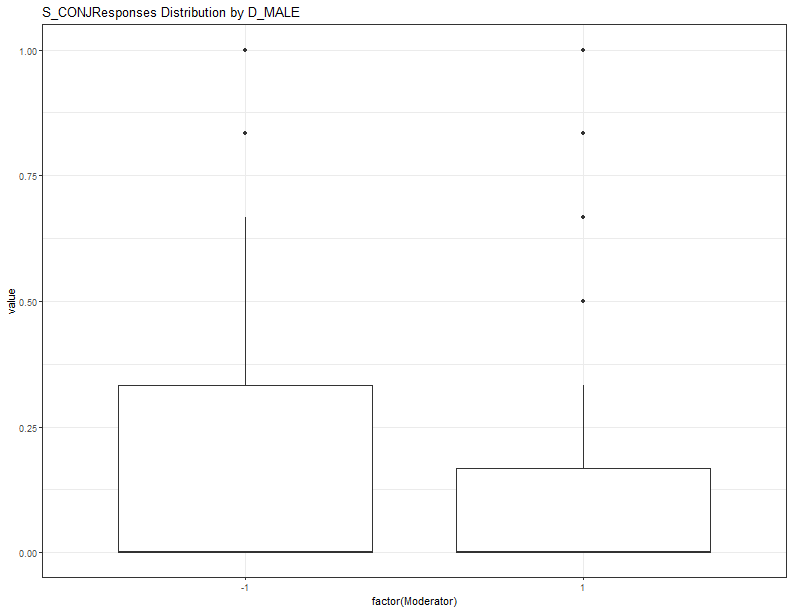 S_CONJResponses Distribution by D_MALE
1.00
0.75
0.50
0.25
0.00
value
-1
1
factor(Moderator)